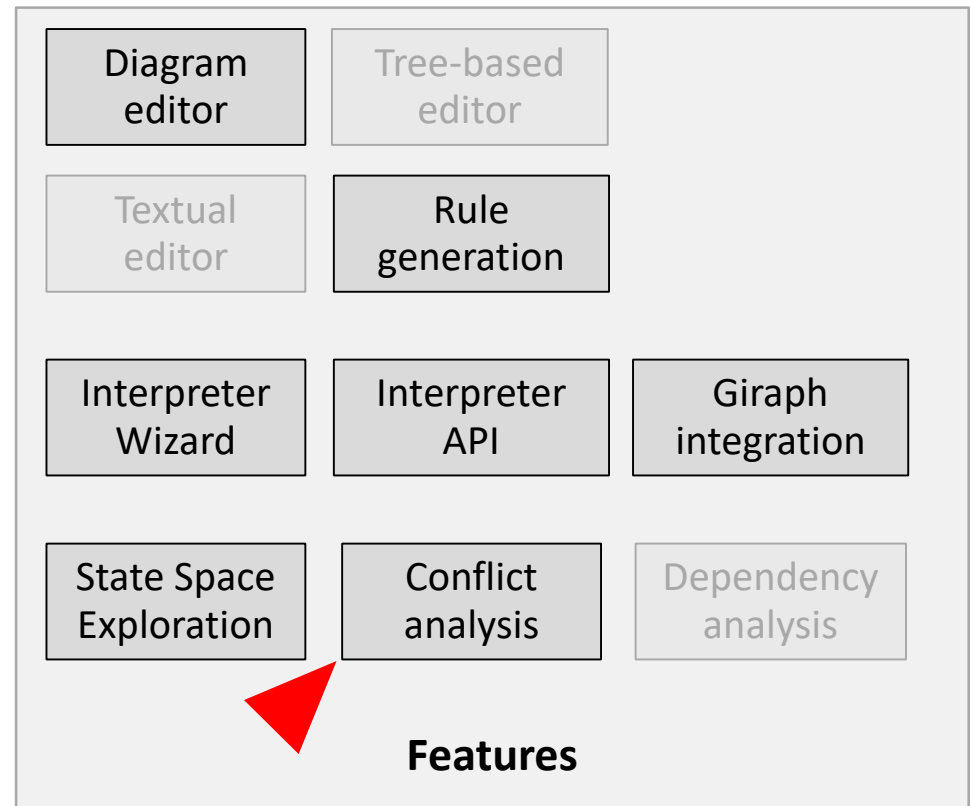 Diagram
editor
Tree-based
editor
Textual
editor
Rule
generation
Interpreter
Wizard
Interpreter
API
Giraph
integration
State Space
Exploration
Conflict
analysis
Dependency
analysis
Features